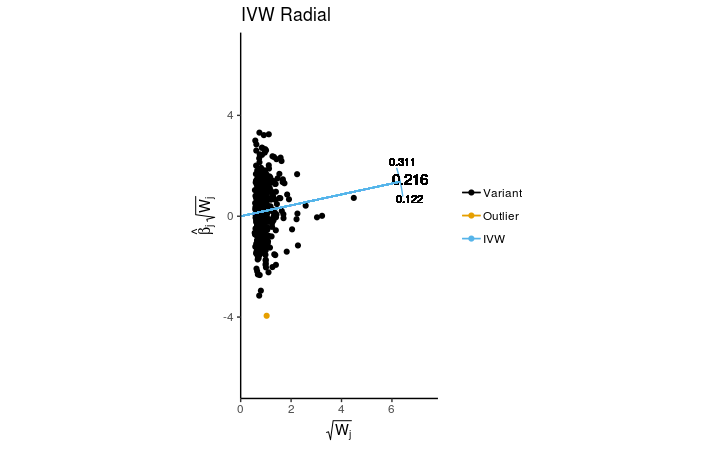 IVW Radial
4
0
-4
β̂j√Wj
0.311
0.216
0.122
Variant
Outlier
IVW
0 2 4 6
√Wj